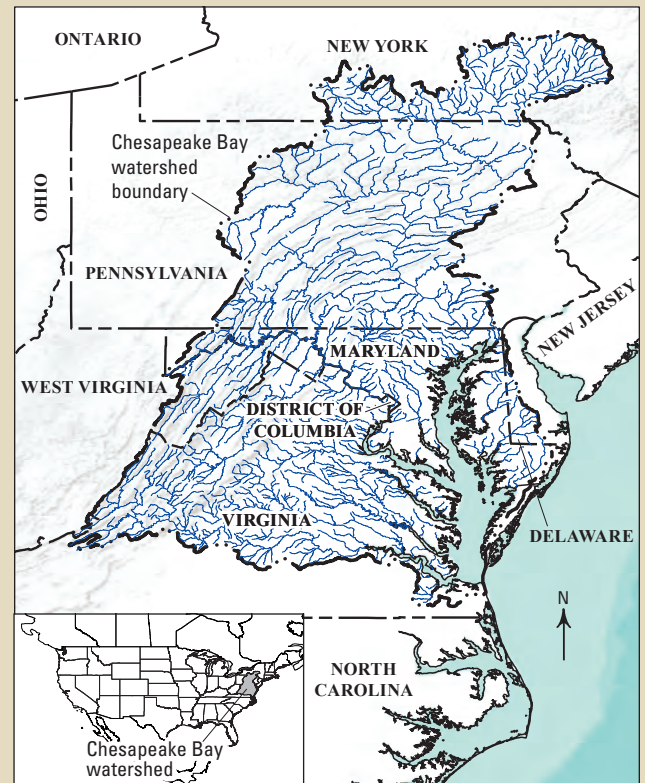 ONTARIO
NEW YORK
Chesapeake Bay
watershed
boundary
OHIO
PENNSYLVANIA
NEW JERSEY
MARYLAND
WEST VIRGINIA
DISTRICT OF
COLUMBIA
VIRGINIA
DELAWARE
N
NORTH
CAROLINA
Chesapeake Bay
watershed